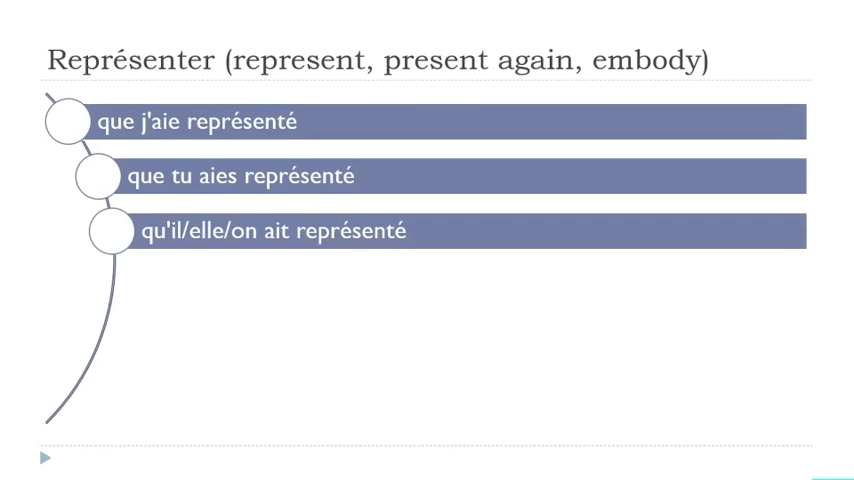 Représenter (represent, present again, embody)
que j'aie représenté
que tu aies représenté
qu'il/elle/on ait représenté